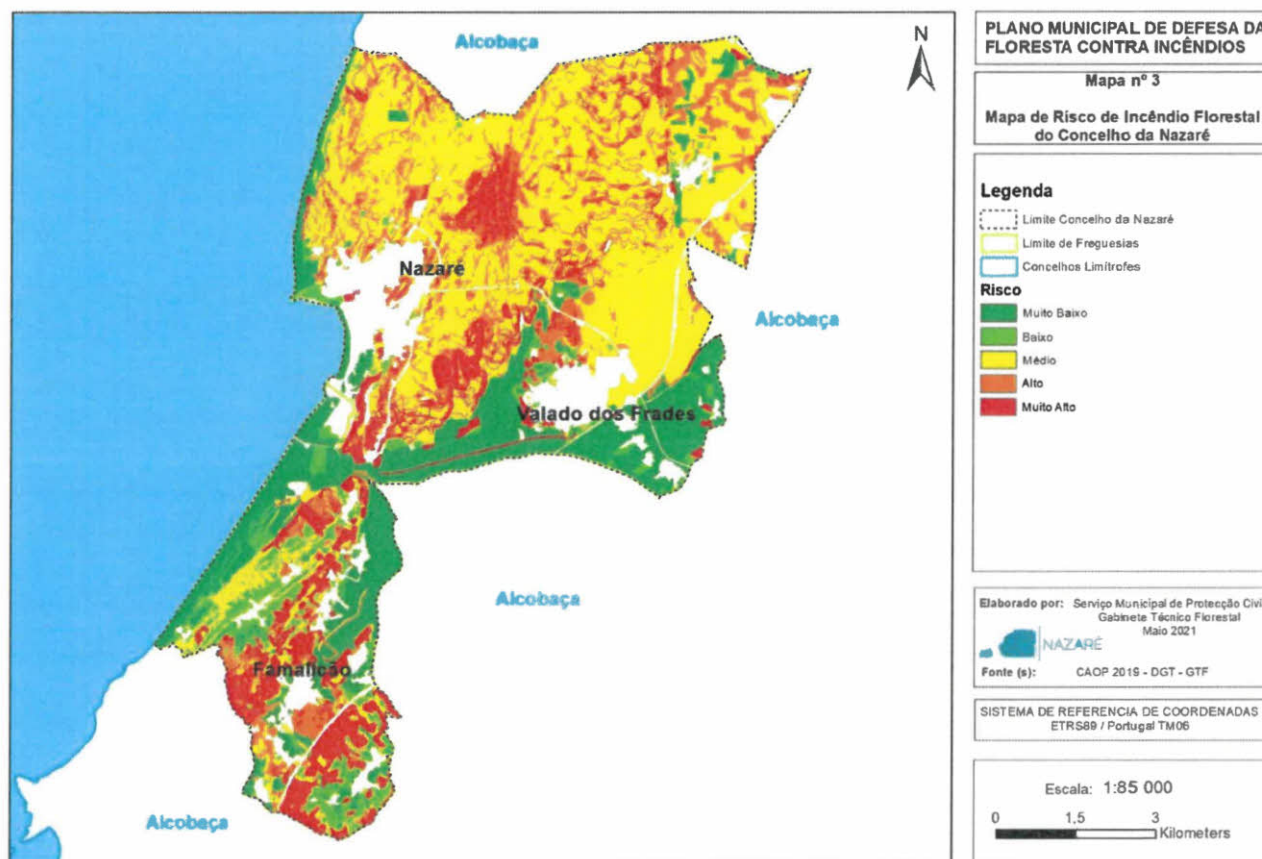 Alcobaça
N
Nazaré
Alcobaça
Valado dos Frades
Alcobaça
Famalicão
Alcobaça
PLANO MUNICIPAL DE DEFESA DA
FLORESTA CONTRA INCÊNDIOS
Mapa nº 3
Mapa de Risco de Incêndio Florestal
do Concelho da Nazaré
Legenda
Limite Concelho da Nazaré
Limite de Freguesias
Concelhos Limítrofes
Risco
Muito Baixo
Baixo
Médio
Alto
Muito Alto
Elaborado por: Serviço Municipal de Protecção Civi
Gabinete Técnico Florestal
Maio 2021
NAZARÉ
Fonte (s): CAOP 2019 - DGT - GTF
SISTEMA DE REFERENCIA DE COORDENADAS
ETRS89 / Portugal TM06
Escala: 1:85 000
0 1,5 3
Kilometers